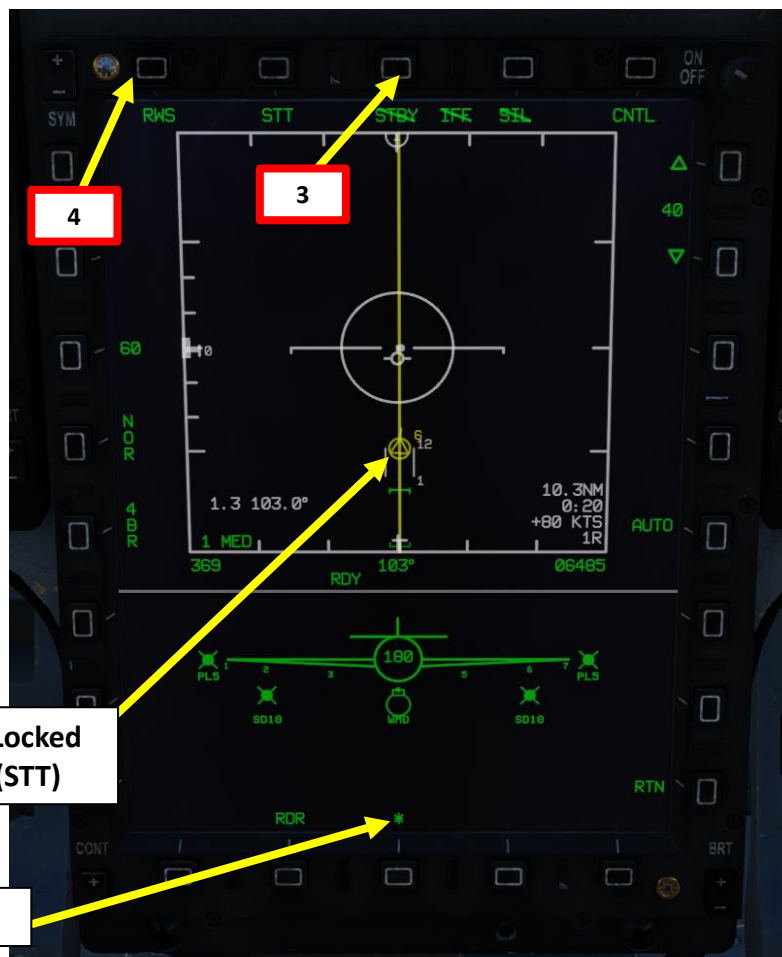 ON
OFF
SYM
RWS STT STBY IFF SIL CNTL
4
3
40
60
0
NOR
6
12
1
4BR
1.3 103.0°
10.3NM
0:20
+80 KTS
1R
AUTO
1 MED
369 RDY 103° 06485
180
PL5 1 2 3 5 6 7 PL5
SD10 WMD SD10
Locked
(STT)
RTN
RDR *
CONT BRT